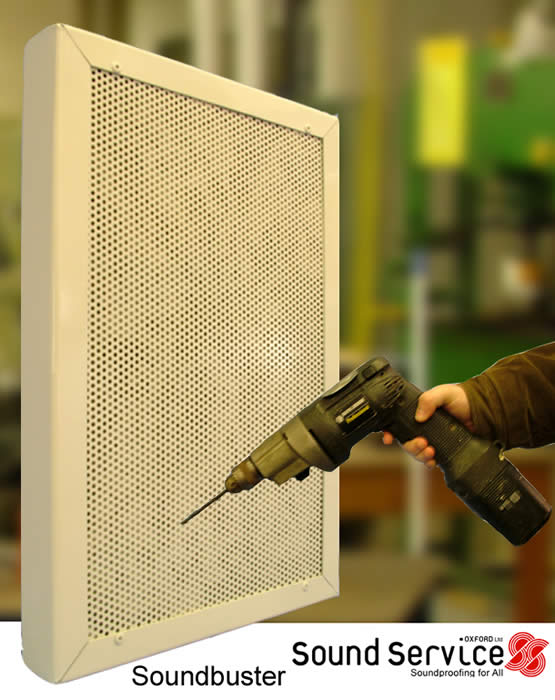 OXFORD LTD
Sound Service
Soundproofing for All
Soundbuster